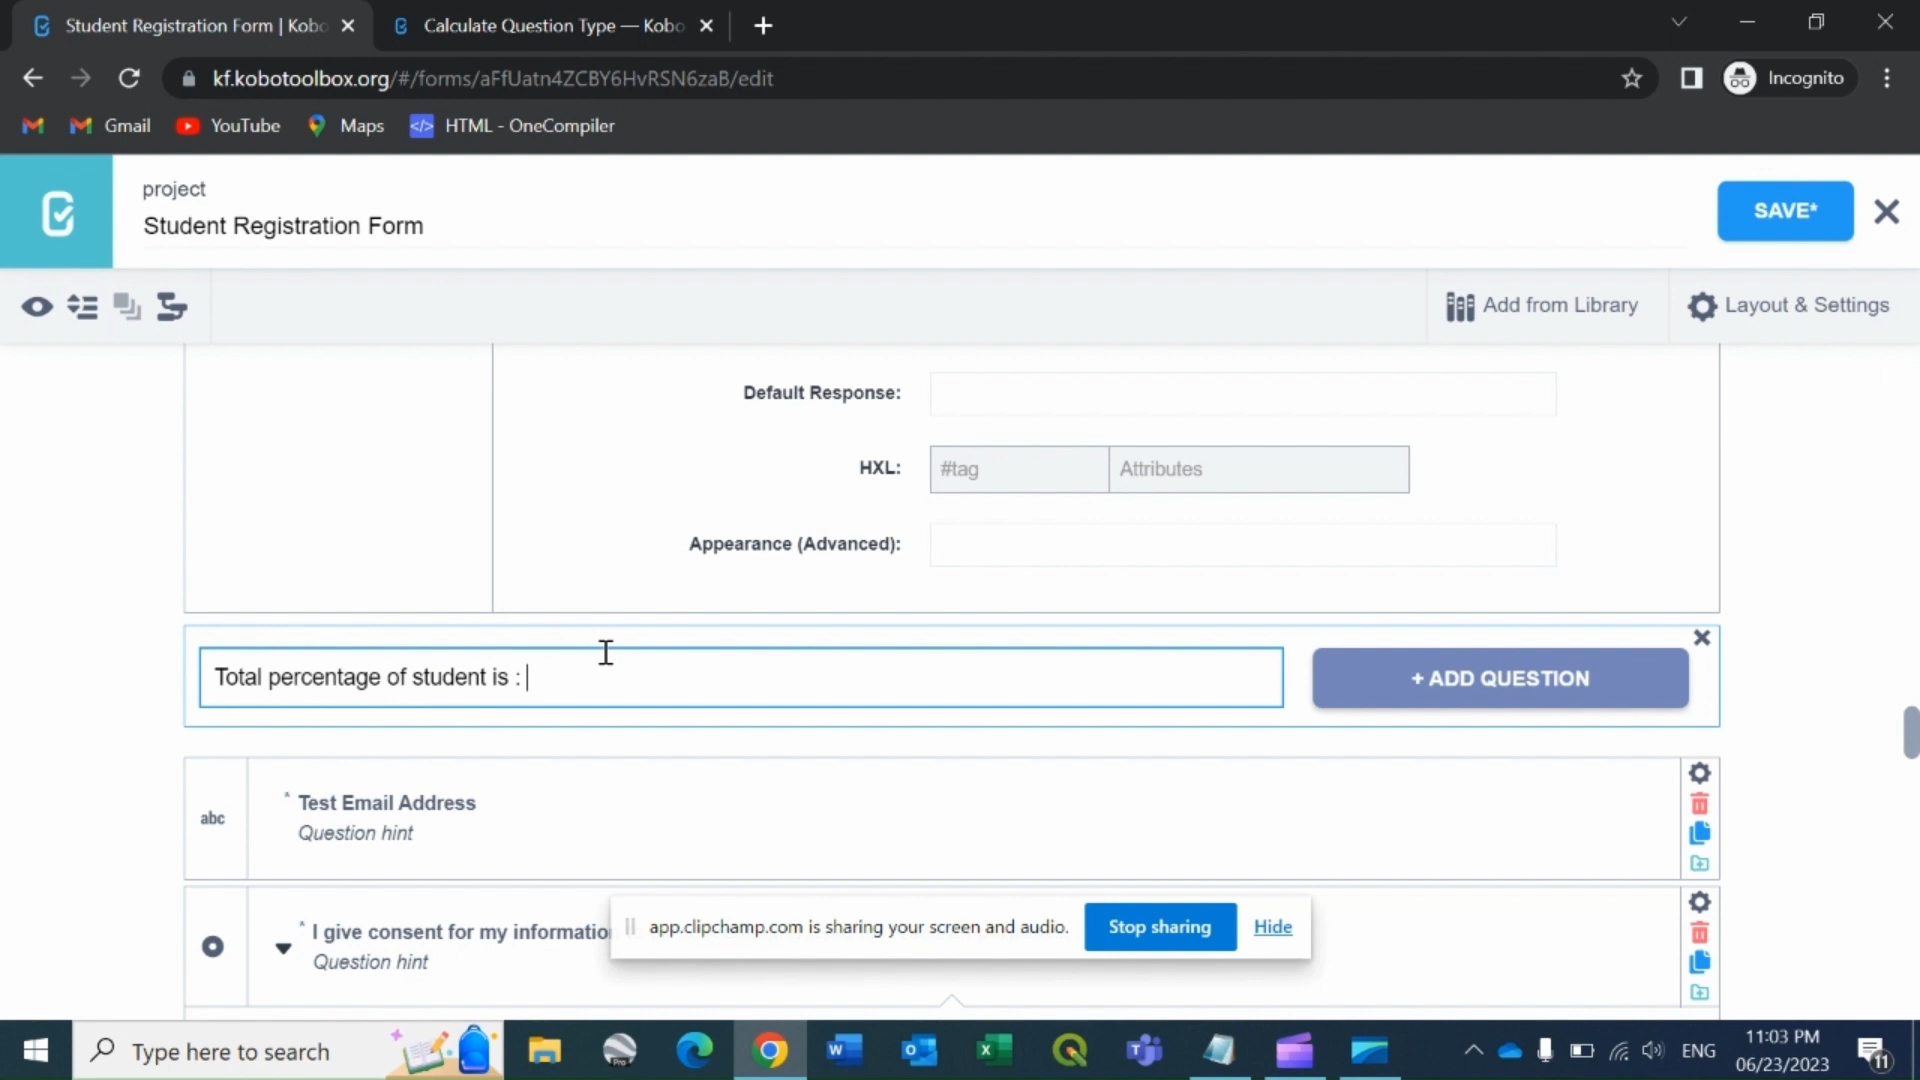 Student Registration Form | Kobo
Calculate Question Type — Kobo
kf.kobotoolbox.org/#/forms/aFfUatn4ZCBY6HvRSN6zaB/edit
Incognito
Gmail
YouTube
Maps
HTML - OneCompiler
project
Student Registration Form
SAVE*
Add from Library
Layout & Settings
Default Response:
HXL:
#tag
Attributes
Appearance (Advanced):
Total percentage of student is :
+ ADD QUESTION
abc
* Test Email Address
Question hint
* I give consent for my information
Question hint
app.clipchamp.com is sharing your screen and audio.
Stop sharing
Hide
Type here to search
Pro
ENG
11:03 PM
06/23/2023
11